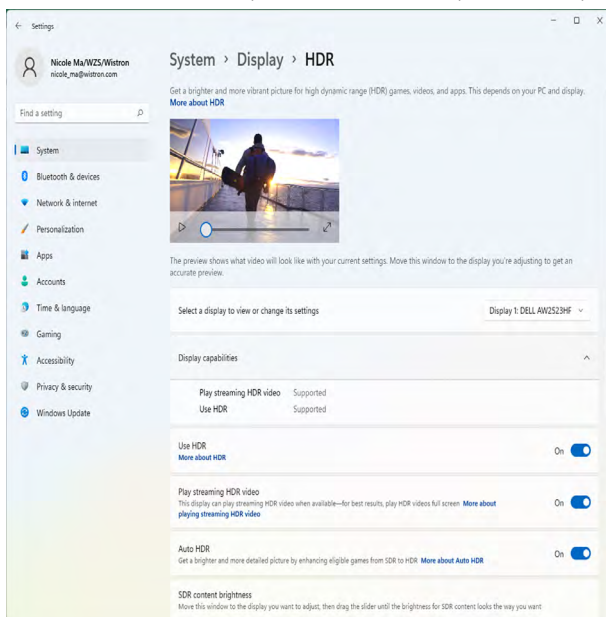 Settings
Nicole Ma/WZS/Wistron
nicole_ma@wistron.com
Find a setting
System
Bluetooth & devices
Network & internet
Personalization
Apps
Accounts
Time & language
Gaming
Accessibility
Privacy & security
Windows Update
System > Display > HDR
Get a brighter and more vibrant picture for high dynamic range (HDR) games, videos, and apps. This depends on your PC and display.
More about HDR
The preview shows what video will look like with your current settings. Move this window to the display you're adjusting to get an
accurate preview.
Select a display to view or change its settings
Display 1: DELL AW2523HF
Display capabilities
Play streaming HDR video Supported
Use HDR Supported
Use HDR
More about HDR
On
Play streaming HDR video
This display can play streaming HDR video when available—for best results, play HDR videos full screen More about
playing streaming HDR video
On
Auto HDR
Get a brighter and more detailed picture by enhancing eligible games from SDR to HDR More about Auto HDR
On
SDR content brightness
Move this window to the display you want to adjust, then drag the slider until the brightness for SDR content looks the way you want